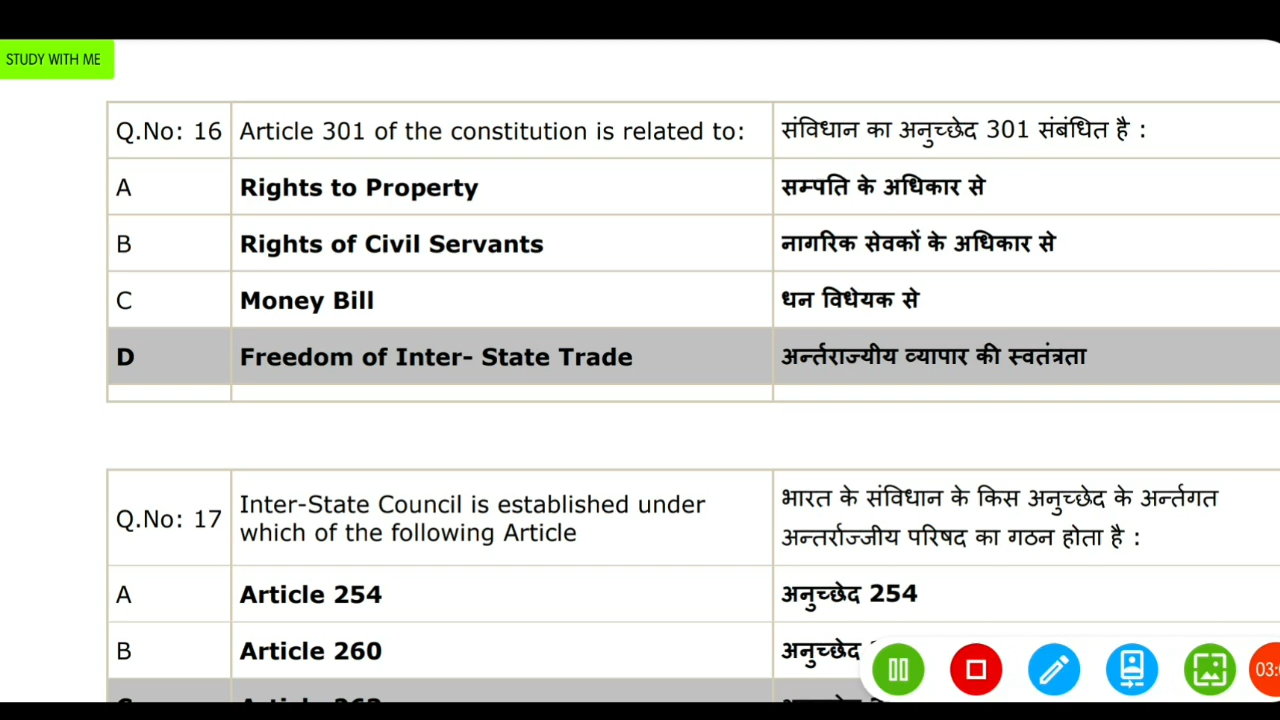 STUDY WITH ME
Q.No: 16 Article 301 of the constitution is related to: संविधान का अनुच्छेद 301 संबंधित है :
A Rights to Property सम्पति के अधिकार से
B Rights of Civil Servants नागरिक सेवकों के अधिकार से
C Money Bill धन विधेयक से
D Freedom of Inter- State Trade अर्न्तराज्यीय व्यापार की स्वतंत्रता
Q.No: 17 Inter-State Council is established under भारत के संविधान के किस अनुच्छेद के अर्न्तगत
which of the following Article अन्तर्राज्जीय परिषद का गठन होता है :
A Article 254 अनुच्छेद 254
B Article 260 अनुच्छेद